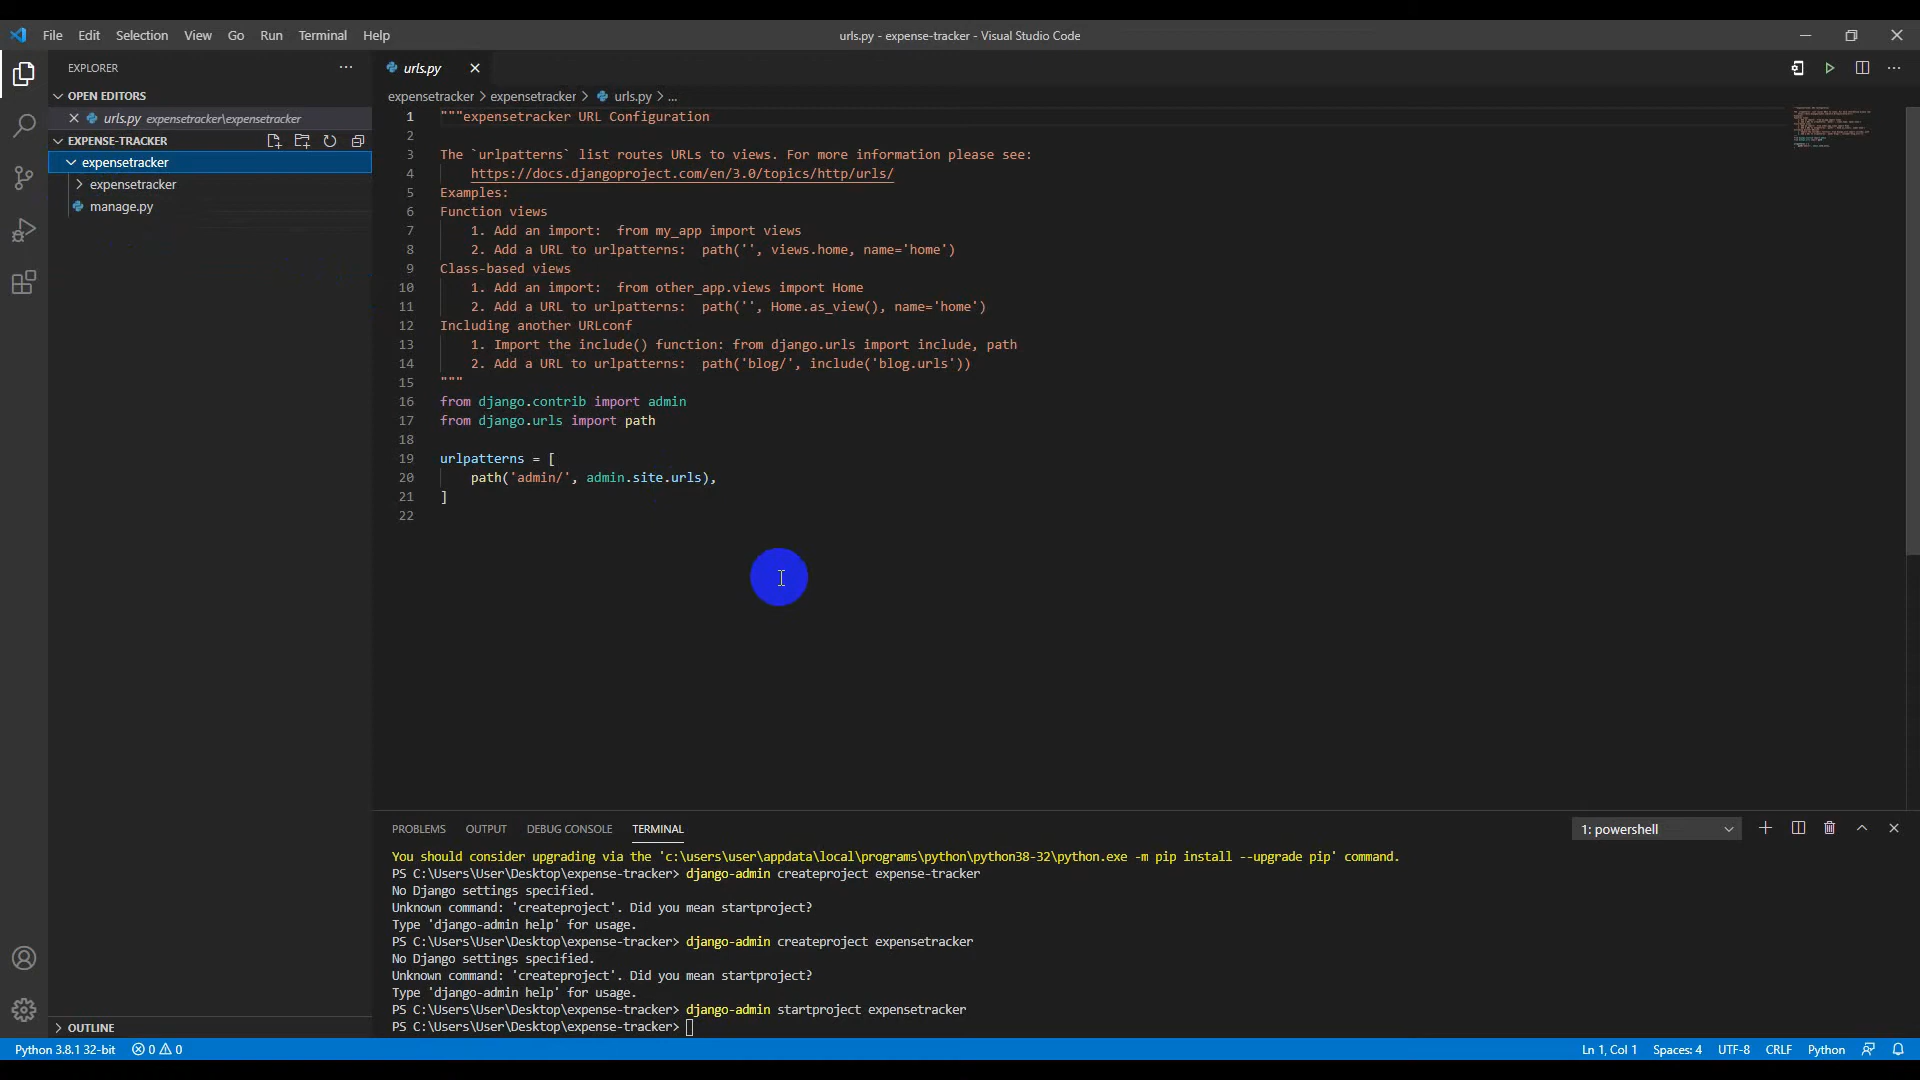 File Edit Selection View Go Run Terminal Help
urls.py - expense-tracker - Visual Studio Code
EXPLORER
OPEN EDITORS
urls.py expensetracker\expensetracker
EXPENSE-TRACKER
expensetracker
expensetracker
manage.py
OUTLINE
urls.py
expensetracker > expensetracker > urls.py > ...
1 """expensetracker URL Configuration
2
3 The `urlpatterns` list routes URLs to views. For more information please see:
4 https://docs.djangoproject.com/en/3.0/topics/http/urls/
5 Examples:
6 Function views
7 1. Add an import:  from my_app import views
8 2. Add a URL to urlpatterns:  path('', views.home, name='home')
9 Class-based views
10 1. Add an import:  from other_app.views import Home
11 2. Add a URL to urlpatterns:  path('', Home.as_view(), name='home')
12 Including another URLconf
13 1. Import the include() function: from django.urls import include, path
14 2. Add a URL to urlpatterns:  path('blog/', include('blog.urls'))
15 """
16 from django.contrib import admin
17 from django.urls import path
18
19 urlpatterns = [
20 path('admin/', admin.site.urls),
21 ]
22
PROBLEMS OUTPUT DEBUG CONSOLE TERMINAL
1: powershell
You should consider upgrading via the 'c:\users\user\appdata\local\programs\python\python38-32\python.exe -m pip install --upgrade pip' command.
PS C:\Users\User\Desktop\expense-tracker> django-admin createproject expense-tracker
No Django settings specified.
Unknown command: 'createproject'. Did you mean startproject?
Type 'django-admin help' for usage.
PS C:\Users\User\Desktop\expense-tracker> django-admin createproject expensetracker
No Django settings specified.
Unknown command: 'createproject'. Did you mean startproject?
Type 'django-admin help' for usage.
PS C:\Users\User\Desktop\expense-tracker> django-admin startproject expensetracker
PS C:\Users\User\Desktop\expense-tracker>
Python 3.8.1 32-bit 0 0
Ln 1, Col 1 Spaces: 4 UTF-8 CRLF Python